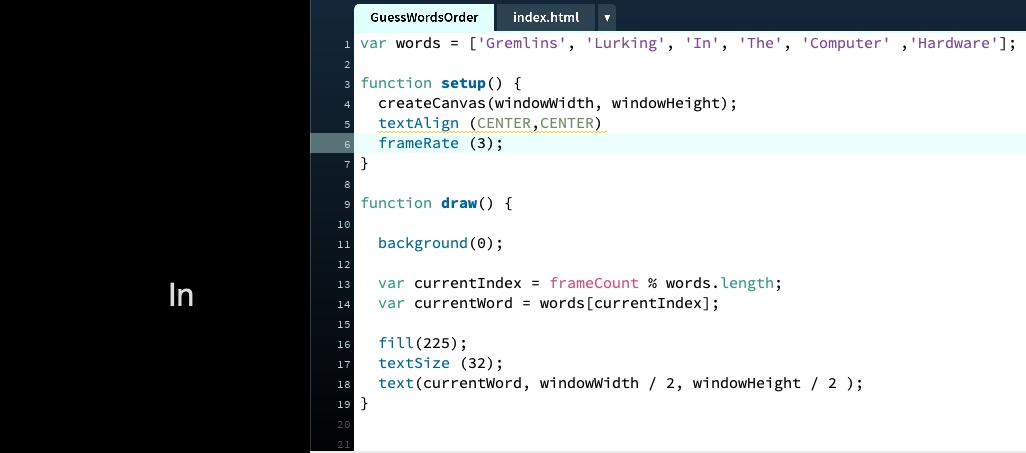 GuessWordsOrder index.html ▼
In
1 var words = ['Gremlins', 'Lurking', 'In', 'The', 'Computer' ,'Hardware'];
2
3 function setup() {
4 createCanvas(windowWidth, windowHeight);
5 textAlign (CENTER,CENTER)
6 frameRate (3);
7 }
8
9 function draw() {
10
11 background(0);
12
13 var currentIndex = frameCount % words.length;
14 var currentWord = words[currentIndex];
15
16 fill(225);
17 textSize (32);
18 text(currentWord, windowWidth / 2, windowHeight / 2 );
19 }
20
21